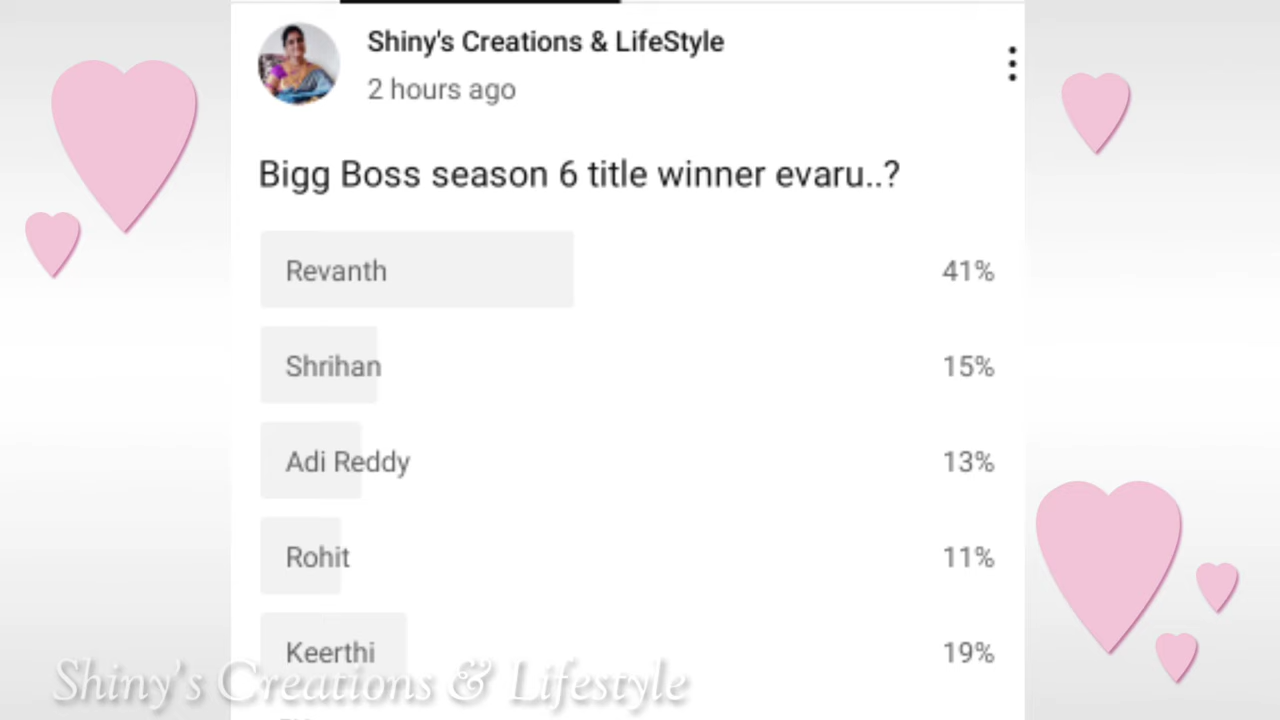 Shiny's Creations & LifeStyle
2 hours ago
Bigg Boss season 6 title winner evaru..?
Revanth 41%
Shrihan 15%
Adi Reddy 13%
Rohit 11%
Keerthi 19%
Shiny's Creations & Lifestyle